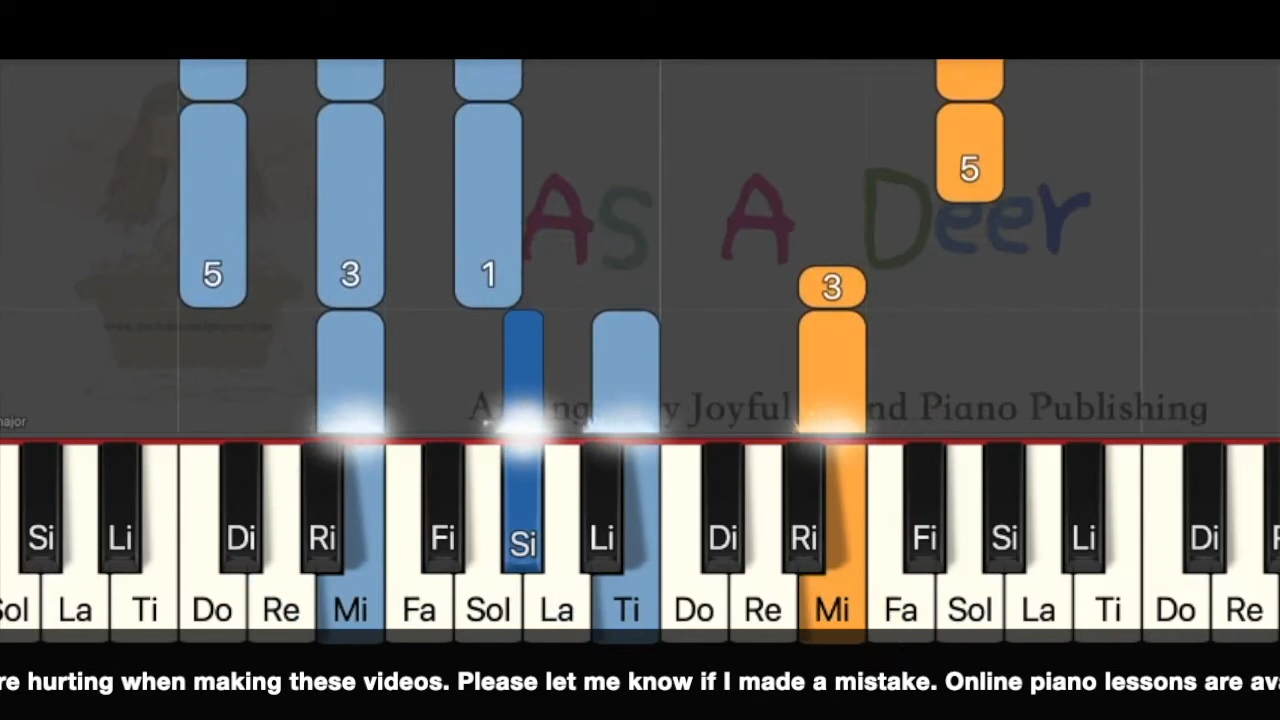 5 3 1 3 5
As A Deer
major
Joyful
nd Piano Publishing
Si Li Di Ri Fi Si Li Di Ri Fi Si Li Di
La Ti Do Re Mi Fa Sol La Ti Do Re Mi Fa Sol La Ti Do Re
re hurting when making these videos. Please let me know if I made a mistake. Online piano lessons are ava